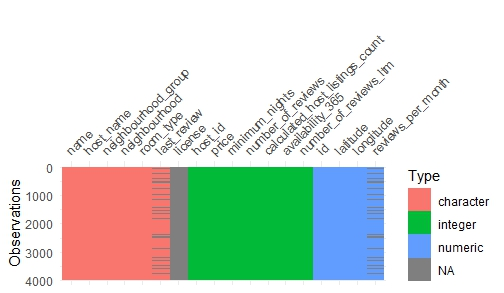 name
host_name
neighbourhood_group
neighbourhood
room_type
last_review
license
host_id
price
minimum_nights
number_of_reviews
calculated_host_listings_count
availability_365
number_of_reviews_ltm
id
latitude
longitude
reviews_per_month
Observations
0
1000
2000
3000
4000
Type
character
integer
numeric
NA